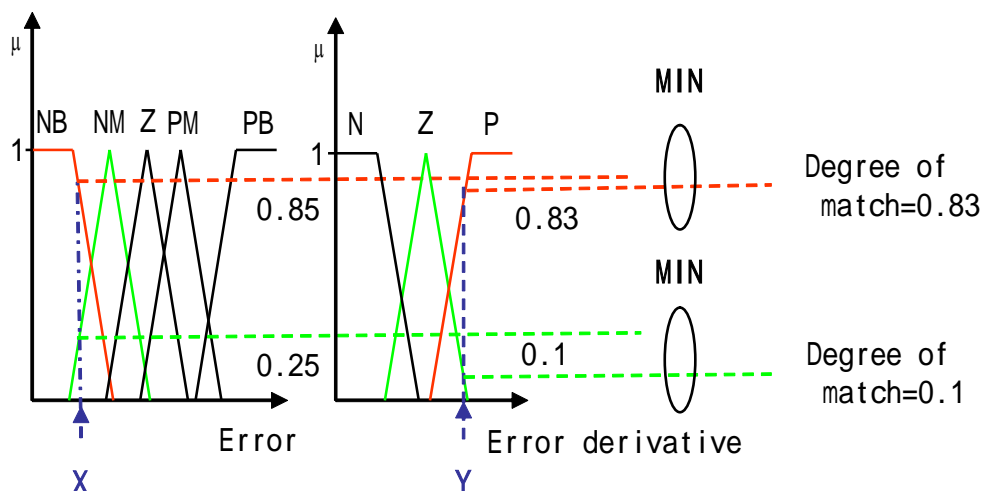 μ
μ
MIN
NB NM Z PM PB
N Z P
1
1
Degree of
match=0.83
0.85
0.83
MIN
0.25
0.1
Degree of
match=0.1
Error
Error derivative
X
Y